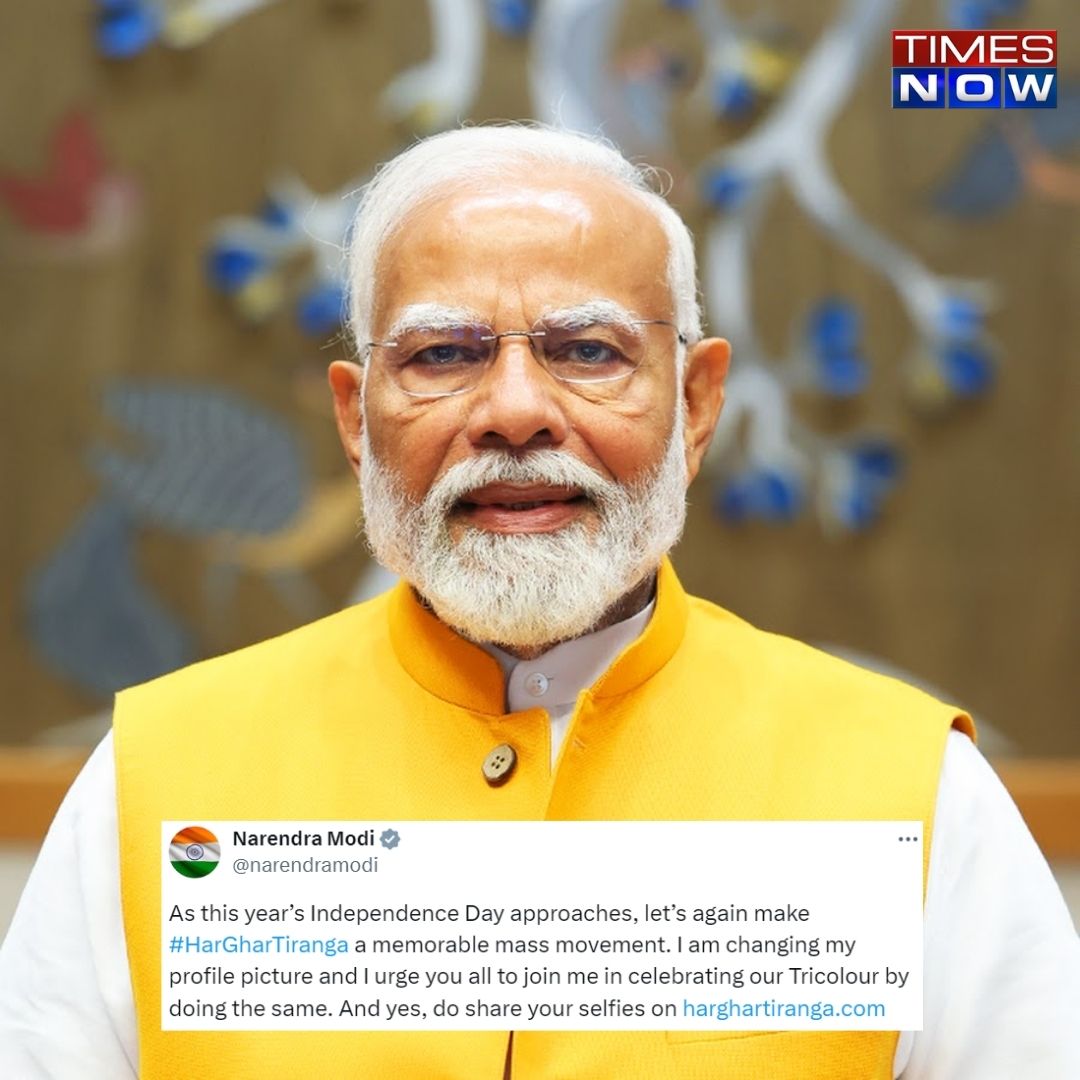 TIMES
NOW
Narendra Modi
@narendramodi
As this year’s Independence Day approaches, let’s again make
#HarGharTiranga a memorable mass movement. I am changing my
profile picture and I urge you all to join me in celebrating our Tricolour by
doing the same. And yes, do share your selfies on harghartiranga.com